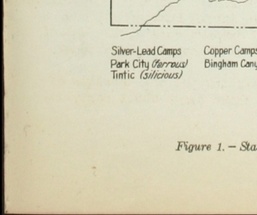 Silver-Lead Camps Copper Camps
Park City (ferrous) Bingham Cany
Tintic (silicious)
Figure 1. — Sta